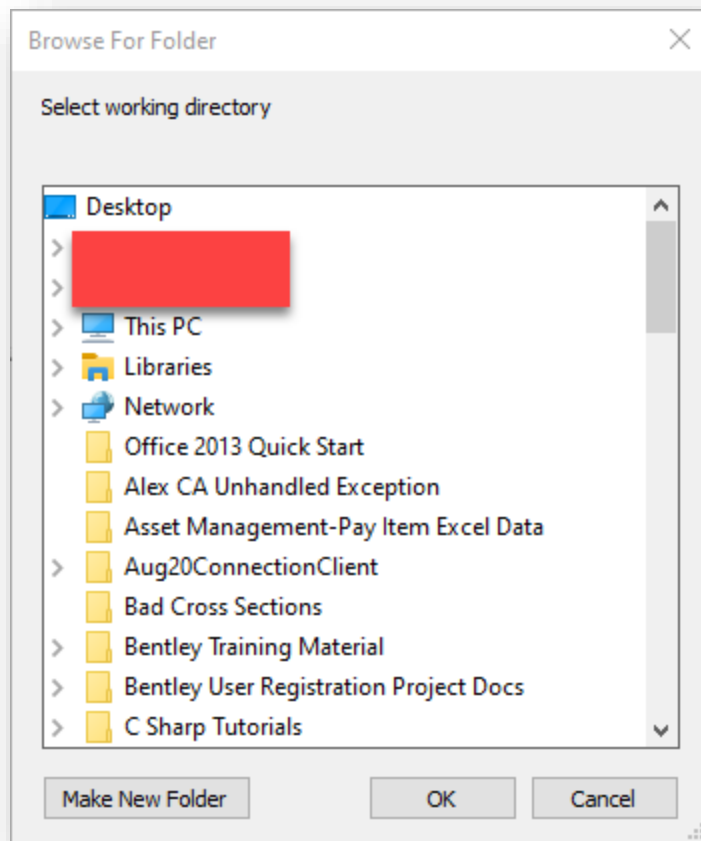 Browse For Folder
Select working directory
Desktop
This PC
Libraries
Network
Office 2013 Quick Start
Alex CA Unhandled Exception
Asset Management-Pay Item Excel Data
Aug20ConnectionClient
Bad Cross Sections
Bentley Training Material
Bentley User Registration Project Docs
C Sharp Tutorials
Make New Folder OK Cancel